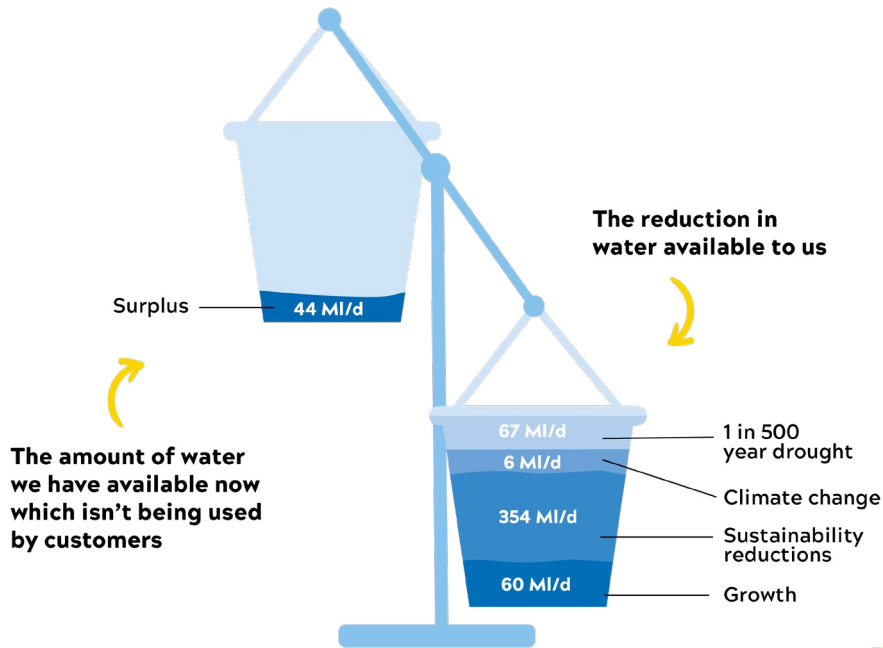 The reduction in
water available to us
Surplus
44 Ml/d
The amount of water
we have available now
which isn't being used
by customers
67 Ml/d
1 in 500
year drought
6 Ml/d
Climate change
354 Ml/d
Sustainability
reductions
60 Ml/d
Growth